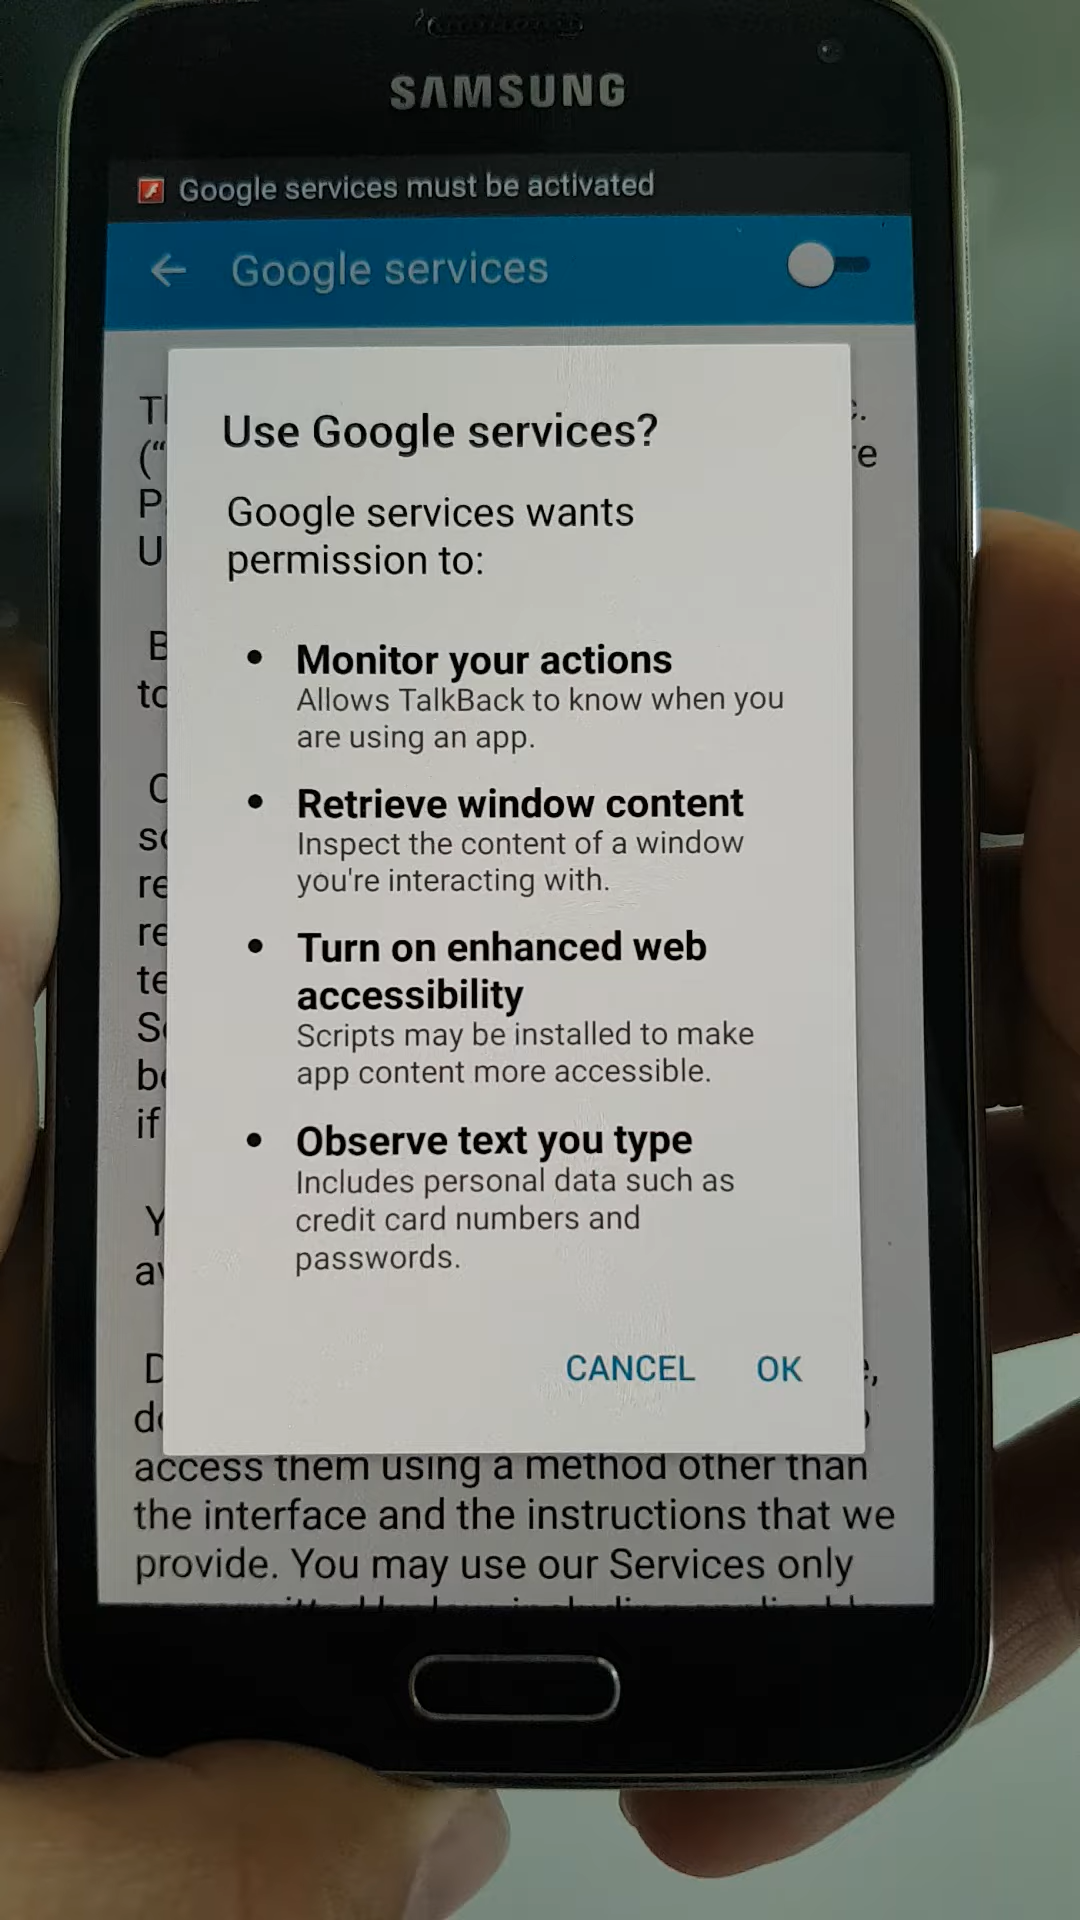 SAMSUNG
Google services must be activated
Google services
Use Google services?
Google services wants
permission to:
• Monitor your actions
Allows TalkBack to know when you
are using an app.
• Retrieve window content
Inspect the content of a window
you're interacting with.
• Turn on enhanced web
accessibility
Scripts may be installed to make
app content more accessible.
• Observe text you type
Includes personal data such as
credit card numbers and
passwords.
CANCEL OK
access them using a method other than
the interface and the instructions that we
provide. You may use our Services only